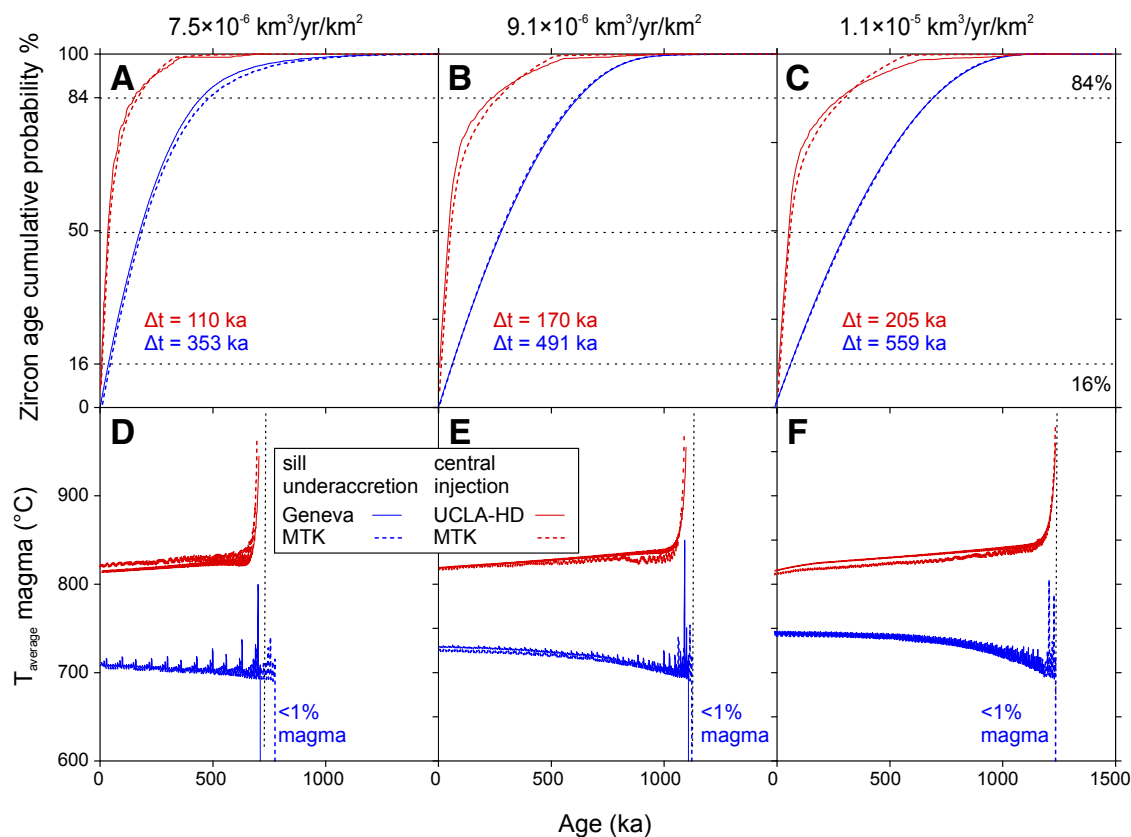 7.5×10⁻⁶ km³/yr/km²
9.1×10⁻⁶ km³/yr/km²
1.1×10⁻⁵ km³/yr/km²
Zircon age cumulative probability %
100
84
50
16
0
A
B
C
84%
16%
Δt = 110 ka
Δt = 353 ka
Δt = 170 ka
Δt = 491 ka
Δt = 205 ka
Δt = 559 ka
T average magma (°C)
900
800
700
600
D
E
F
sill underaccretion
central injection
Geneva
UCLA-HD
MTK
MTK
<1% magma
<1% magma
<1% magma
0
500
1000
0
500
1000
0
500
1000
1500
Age (ka)